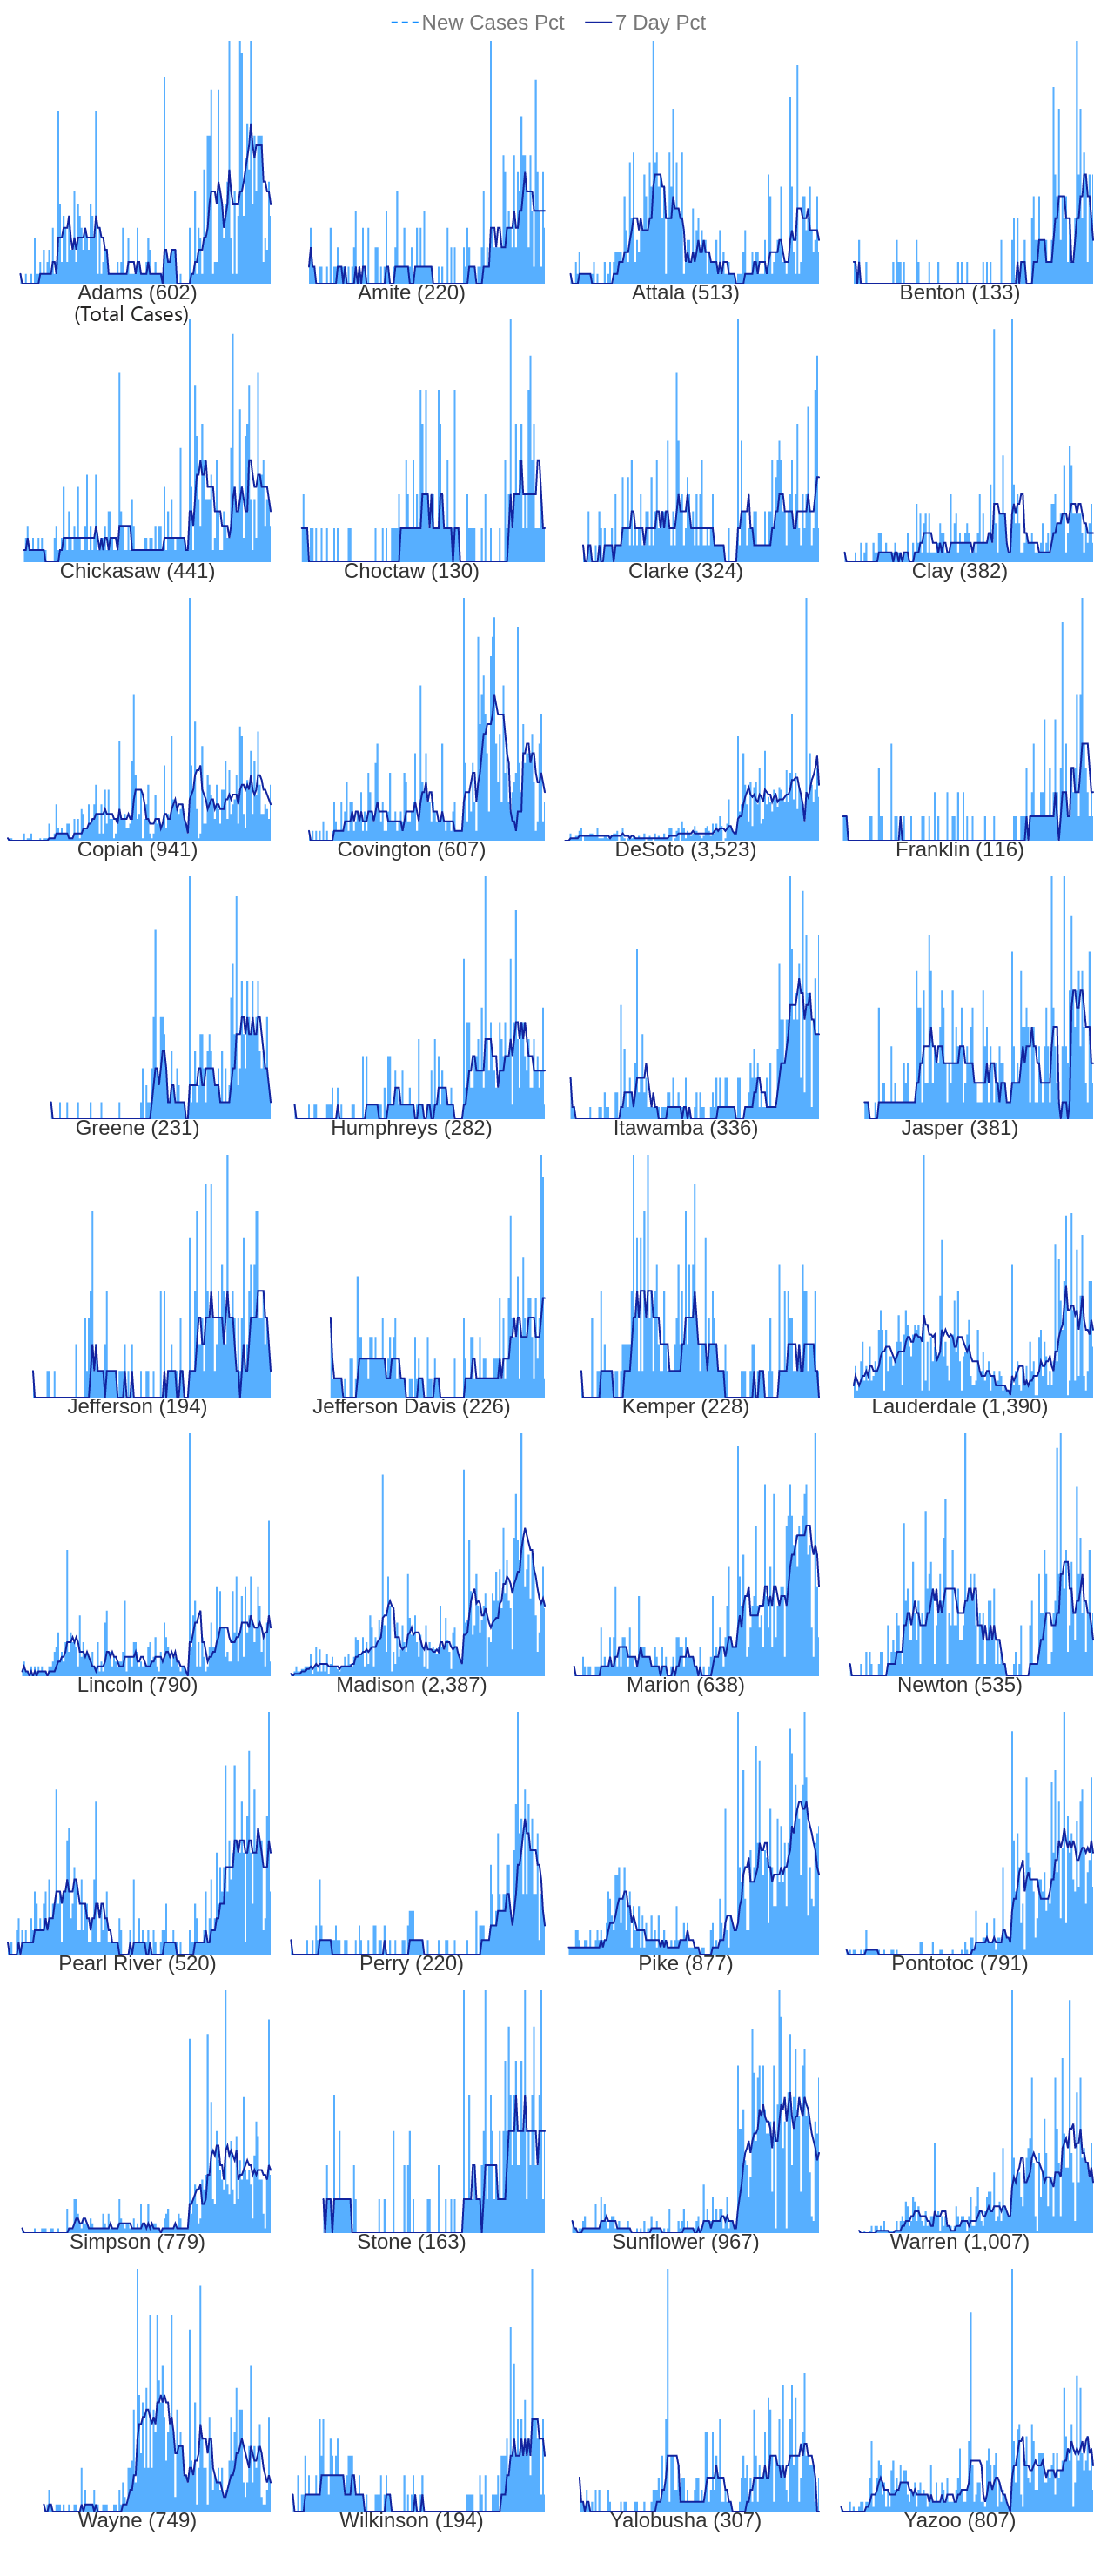 New Cases Pct 7 Day Pct
Adams (602) Amite (220) Attala (513) Benton (133)
(Total Cases)
Chickasaw (441) Choctaw (130) Clarke (324) Clay (382)
Copiah (941) Covington (607) DeSoto (3,523) Franklin (116)
Greene (231) Humphreys (282) Itawamba (336) Jasper (381)
Jefferson (194) Jefferson Davis (226) Kemper (228) Lauderdale (1,390)
Lincoln (790) Madison (2,387) Marion (638) Newton (535)
Pearl River (520) Perry (220) Pike (877) Pontotoc (791)
Simpson (779) Stone (163) Sunflower (967) Warren (1,007)
Wayne (749) Wilkinson (194) Yalobusha (307) Yazoo (807)